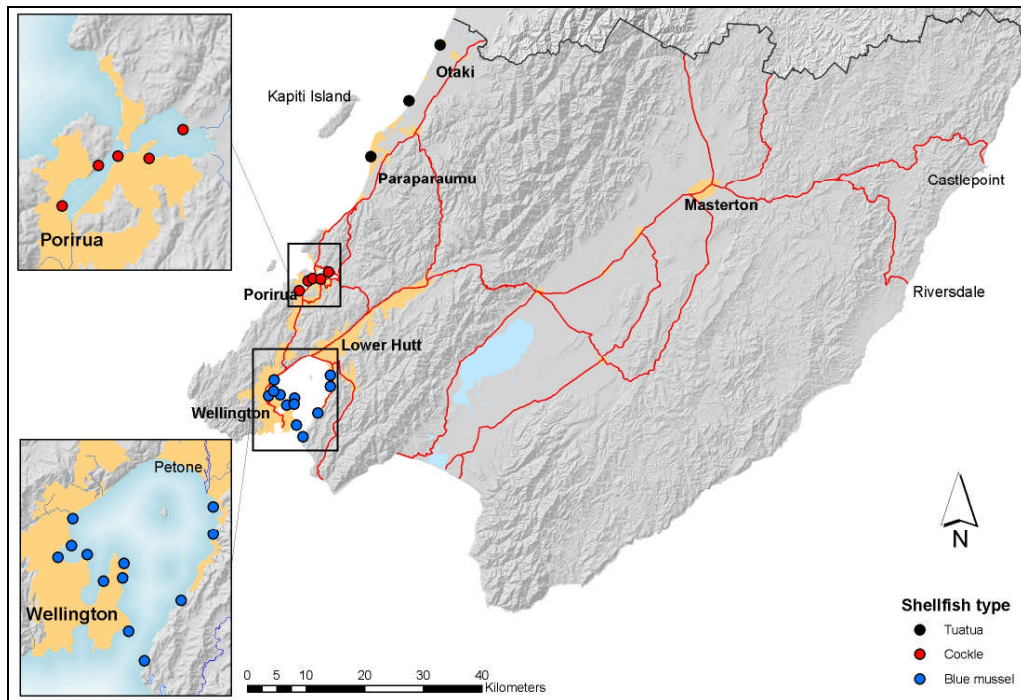 Otaki
Kapiti Island
Paraparaumu
Castlepoint
Masterton
Porirua
Porirua
Riversdale
Lower Hutt
Wellington
Petone
Wellington
N
Shellfish type
Tuatua
Cockle
Blue mussel
0 5 10 20 30 40
Kilometers